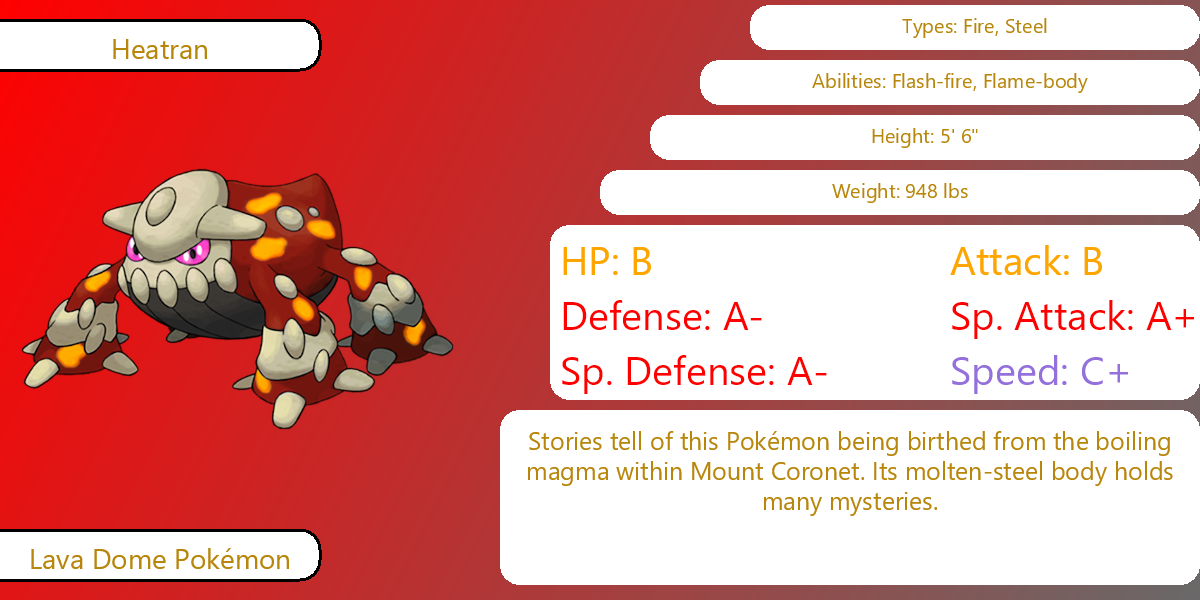 Heatran
Types: Fire, Steel
Abilities: Flash-fire, Flame-body
Height: 5' 6"
Weight: 948 lbs
HP: B
Attack: B
Defense: A-
Sp. Attack: A+
Sp. Defense: A-
Speed: C+
Stories tell of this Pokémon being birthed from the boiling
magma within Mount Coronet. Its molten-steel body holds
many mysteries.
Lava Dome Pokémon